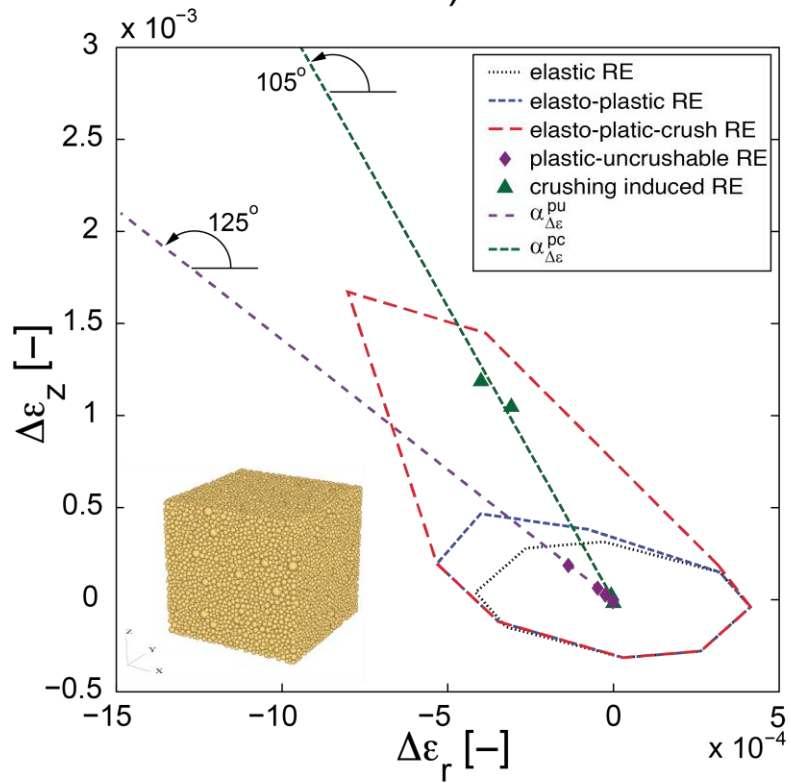 )
x 10⁻³
3
2.5
2
1.5
1
0.5
0
−0.5
Δε_z [−]
105°
125°
elastic RE
elasto-plastic RE
elasto-platic-crush RE
plastic-uncrushable RE
crushing induced RE
α^pu_Δε
α^pc_Δε
Z
Y
X
−15
−10
−5
0
5
Δε_r [−]
x 10⁻⁴